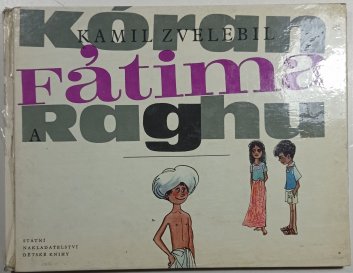 Kóran
KAMIL ZVELEBIL
Fátima
A
Raghu
STÁTNÍ
NAKLADATELSTVÍ
DĚTSKÉ KNIHY